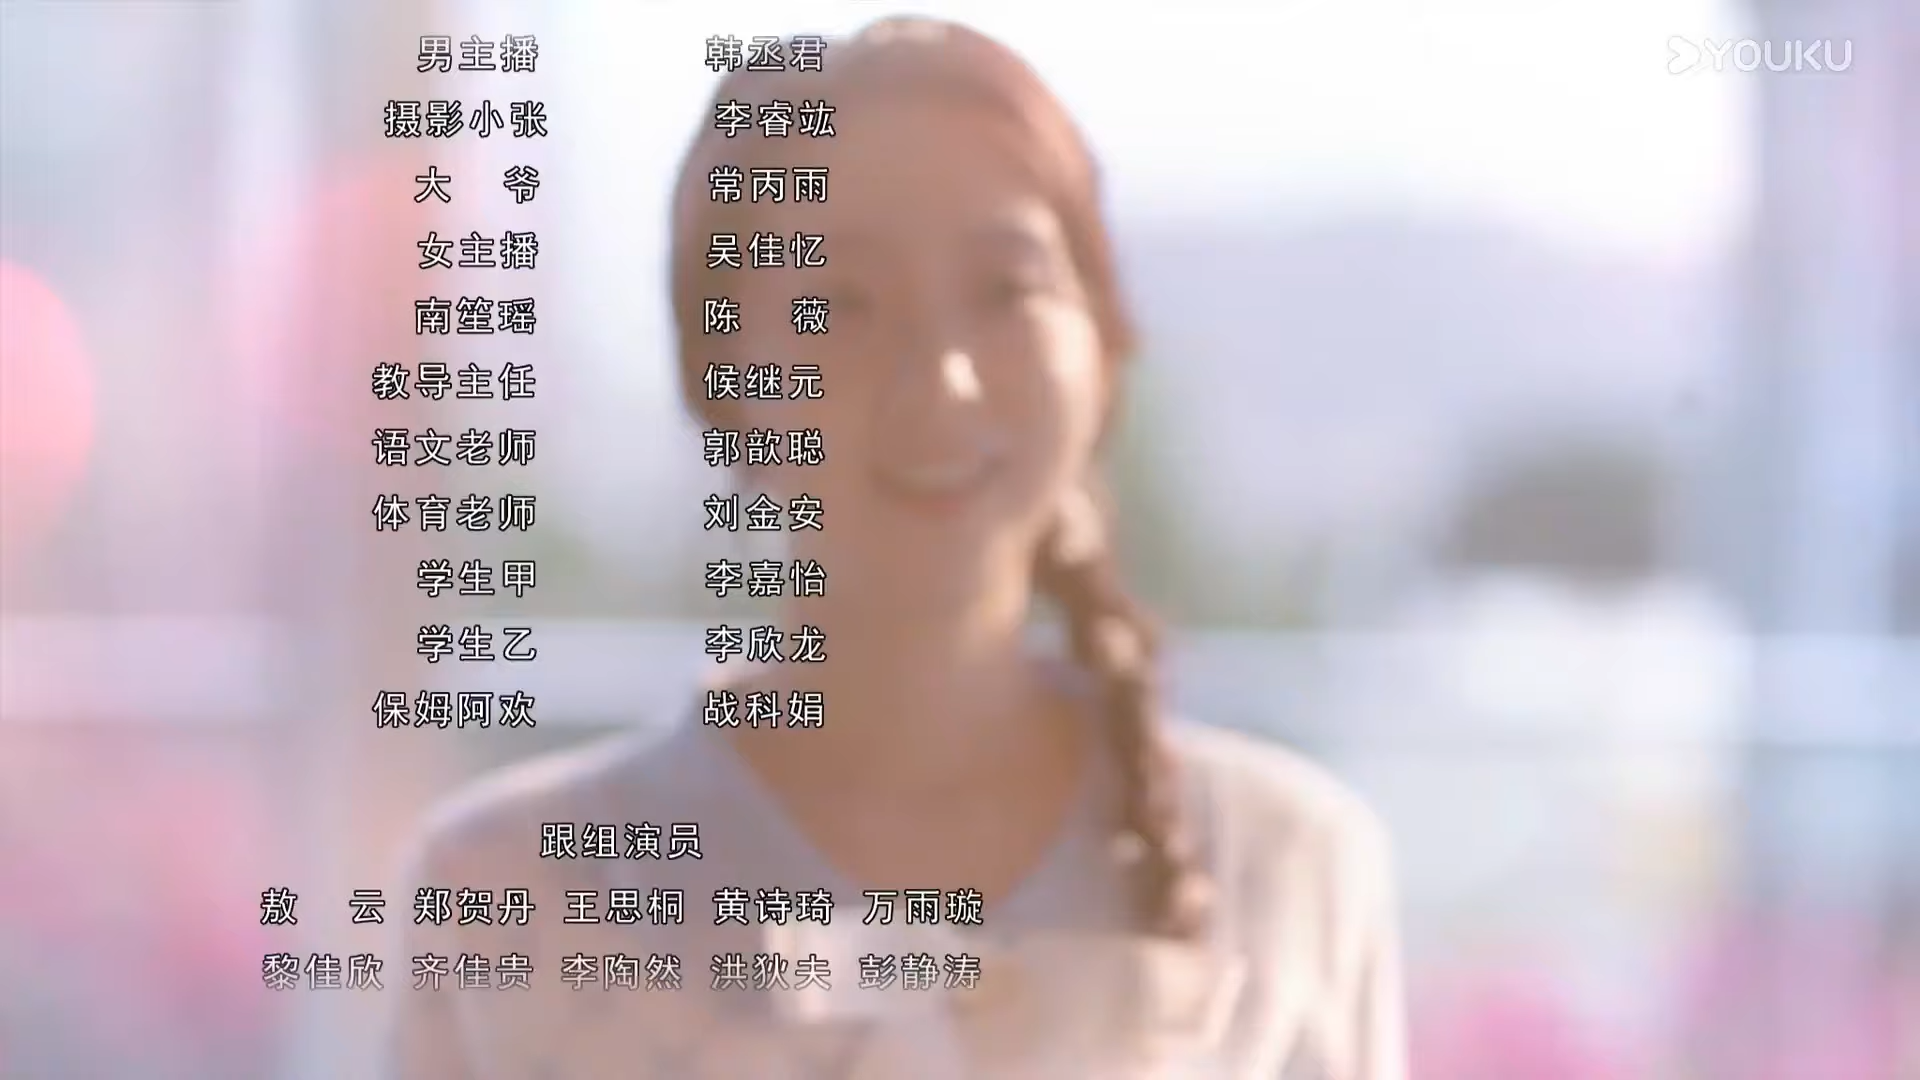 男主播 韩丞君
YOUKU
摄影小张 李睿竑
大 爷 常丙雨
女主播 吴佳忆
南笙瑶 陈 薇
教导主任 候继元
语文老师 郭歆聪
体育老师 刘金安
学生甲 李嘉怡
学生乙 李欣龙
保姆阿欢 战科娟
跟组演员
敖 云 郑贺丹 王思桐 黄诗琦 万雨璇
黎佳欣 齐佳贵 李陶然 洪狄夫 彭静涛